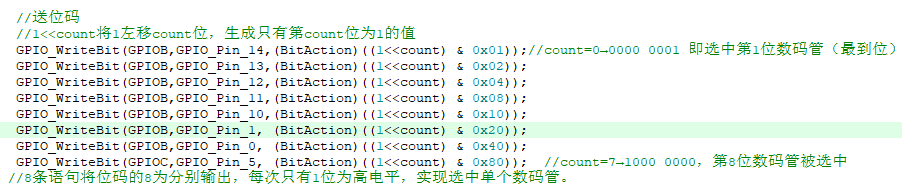 //送位码
//1<<count将1左移count位，生成只有第count位为1的值
GPIO_WriteBit(GPIOB,GPIO_Pin_14,(BitAction)((1<<count) & 0x01));//count=0→0000 0001 即选中第1位数码管（最到位）
GPIO_WriteBit(GPIOB,GPIO_Pin_13,(BitAction)((1<<count) & 0x02));
GPIO_WriteBit(GPIOB,GPIO_Pin_12,(BitAction)((1<<count) & 0x04));
GPIO_WriteBit(GPIOB,GPIO_Pin_11,(BitAction)((1<<count) & 0x08));
GPIO_WriteBit(GPIOB,GPIO_Pin_10,(BitAction)((1<<count) & 0x10));
GPIO_WriteBit(GPIOB,GPIO_Pin_1, (BitAction)((1<<count) & 0x20));
GPIO_WriteBit(GPIOB,GPIO_Pin_0, (BitAction)((1<<count) & 0x40));
GPIO_WriteBit(GPIOC,GPIO_Pin_5, (BitAction)((1<<count) & 0x80));  //count=7→1000 0000，第8位数码管被选中
//8条语句将位码的8为分别输出，每次只有1位为高电平，实现选中单个数码管。